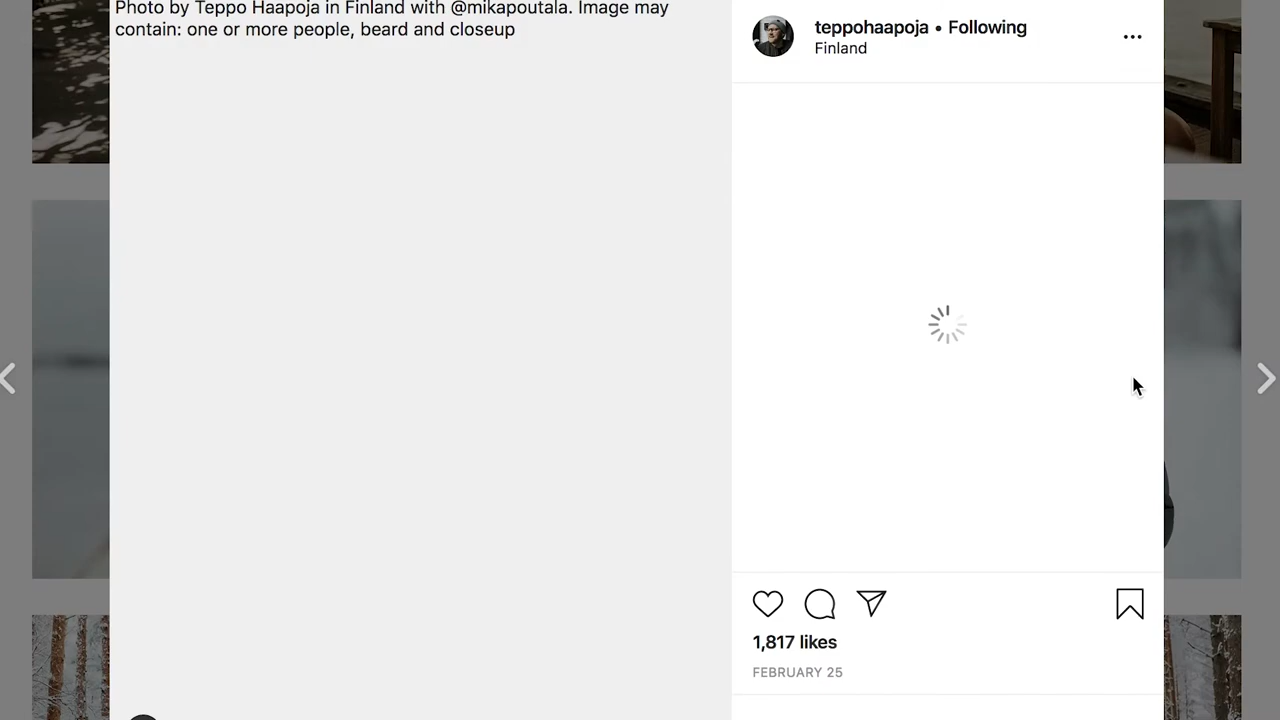 Photo by Teppo Haapoja in Finland with @mikapoutala. Image may
contain: one or more people, beard and closeup
teppohaapoja • Following
Finland
1,817 likes
FEBRUARY 25